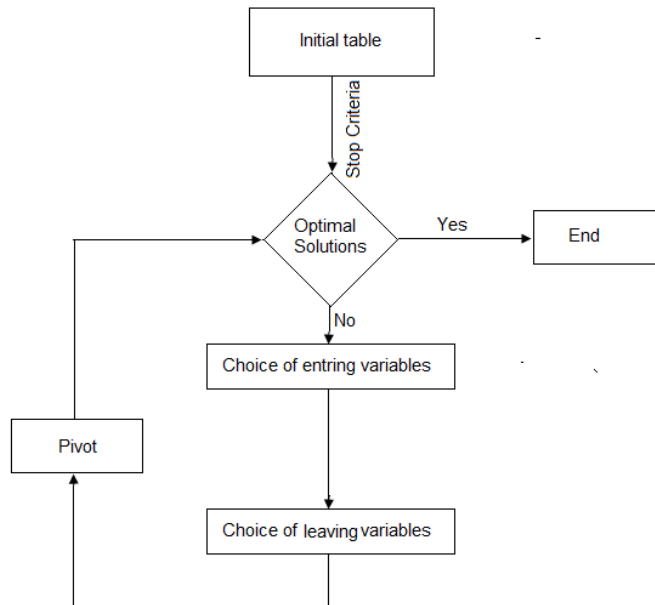 Initial table
Stop Criteria
Optimal
Solutions
Yes
End
No
Choice of entring variables
Pivot
Choice of leaving variables